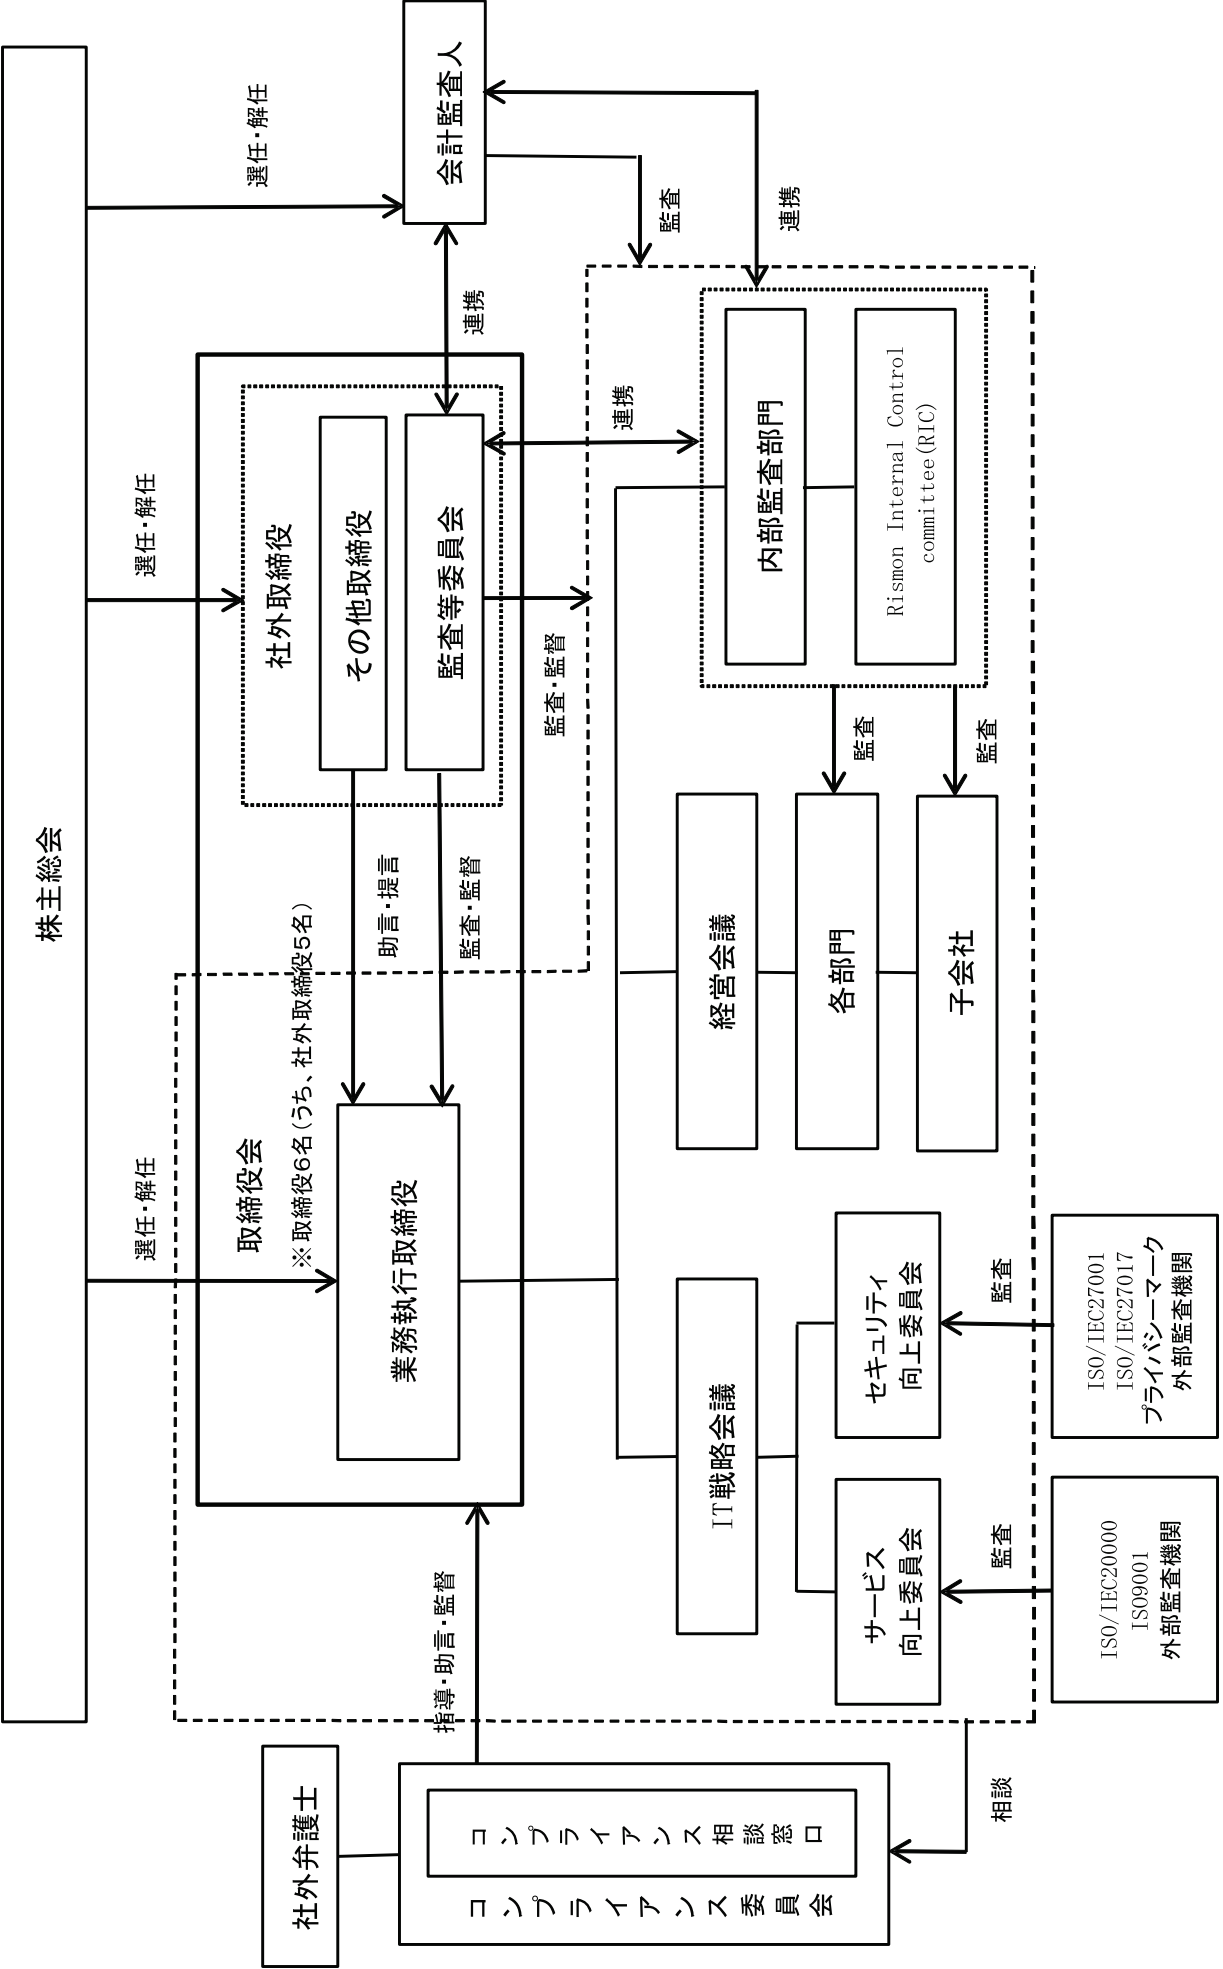 株主総会
選任・解任
選任・解任
選任・解任
取締役会
※取締役６名（うち、社外取締役５名）
業務執行取締役
社外取締役
その他取締役
監査等委員会
助言・提言
監査・監督
連携
会計監査人
監査
連携
監査・監督
連携
社外弁護士
指導・助言・監督
コンプライアンス相談窓口
コンプライアンス委員会
相談
IT戦略会議
サービス
向上委員会
セキュリティ
向上委員会
経営会議
各部門
子会社
監査
監査
内部監査部門
Rismon Internal Control
committee(RIC)
監査
監査
ISO/IEC20000
ISO9001
外部監査機関
ISO/IEC27001
ISO/IEC27017
プライバシーマーク
外部監査機関